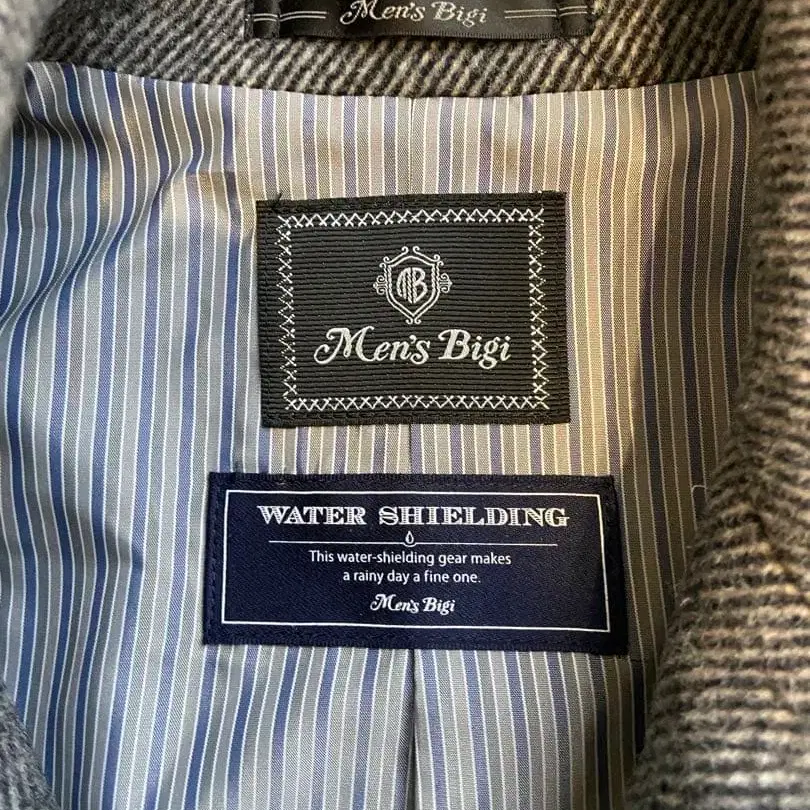 Men's Bigi
MB
Men's Bigi
WATER SHIELDING
This water-shielding gear makes
a rainy day a fine one.
Men's Bigi